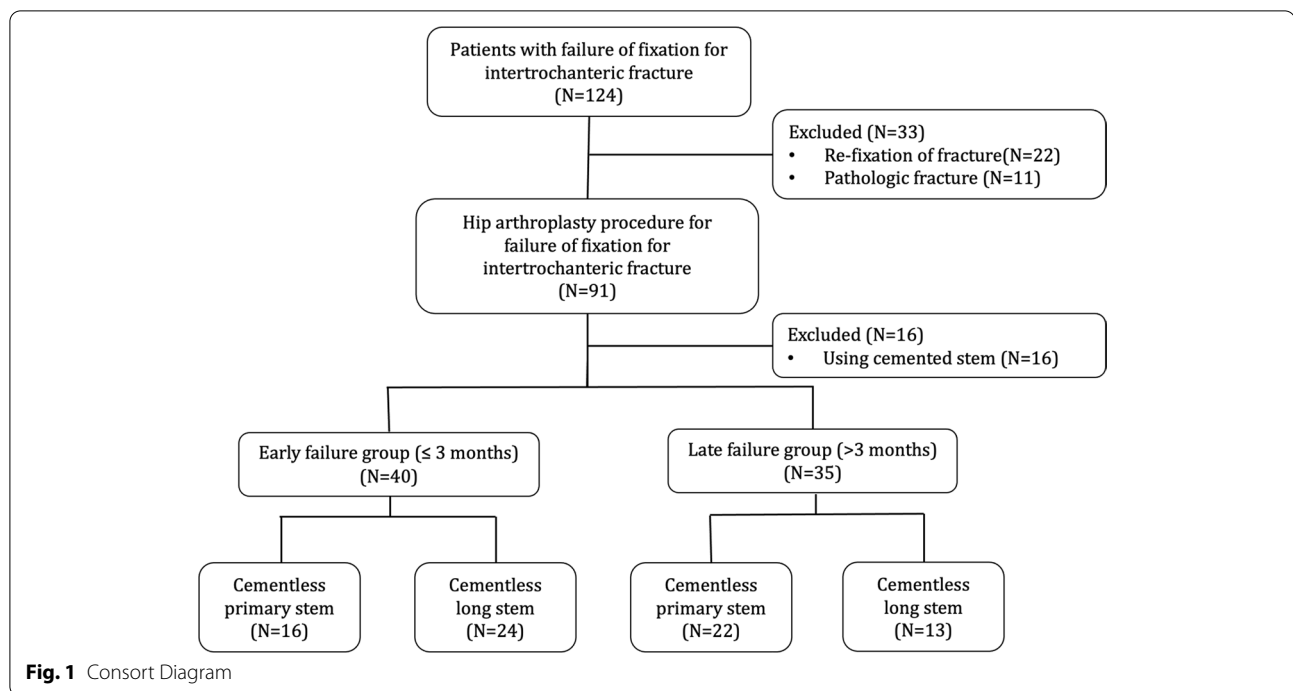 Patients with failure of fixation for
intertrochanteric fracture
(N=124)
Excluded (N=33)
• Re-fixation of fracture(N=22)
• Pathologic fracture (N=11)
Hip arthroplasty procedure for
failure of fixation for
intertrochanteric fracture
(N=91)
Excluded (N=16)
• Using cemented stem (N=16)
Early failure group (≤ 3 months)
(N=40)
Late failure group (>3 months)
(N=35)
Cementless
primary stem
(N=16)
Cementless
long stem
(N=24)
Cementless
primary stem
(N=22)
Cementless
long stem
(N=13)
Fig. 1 Consort Diagram